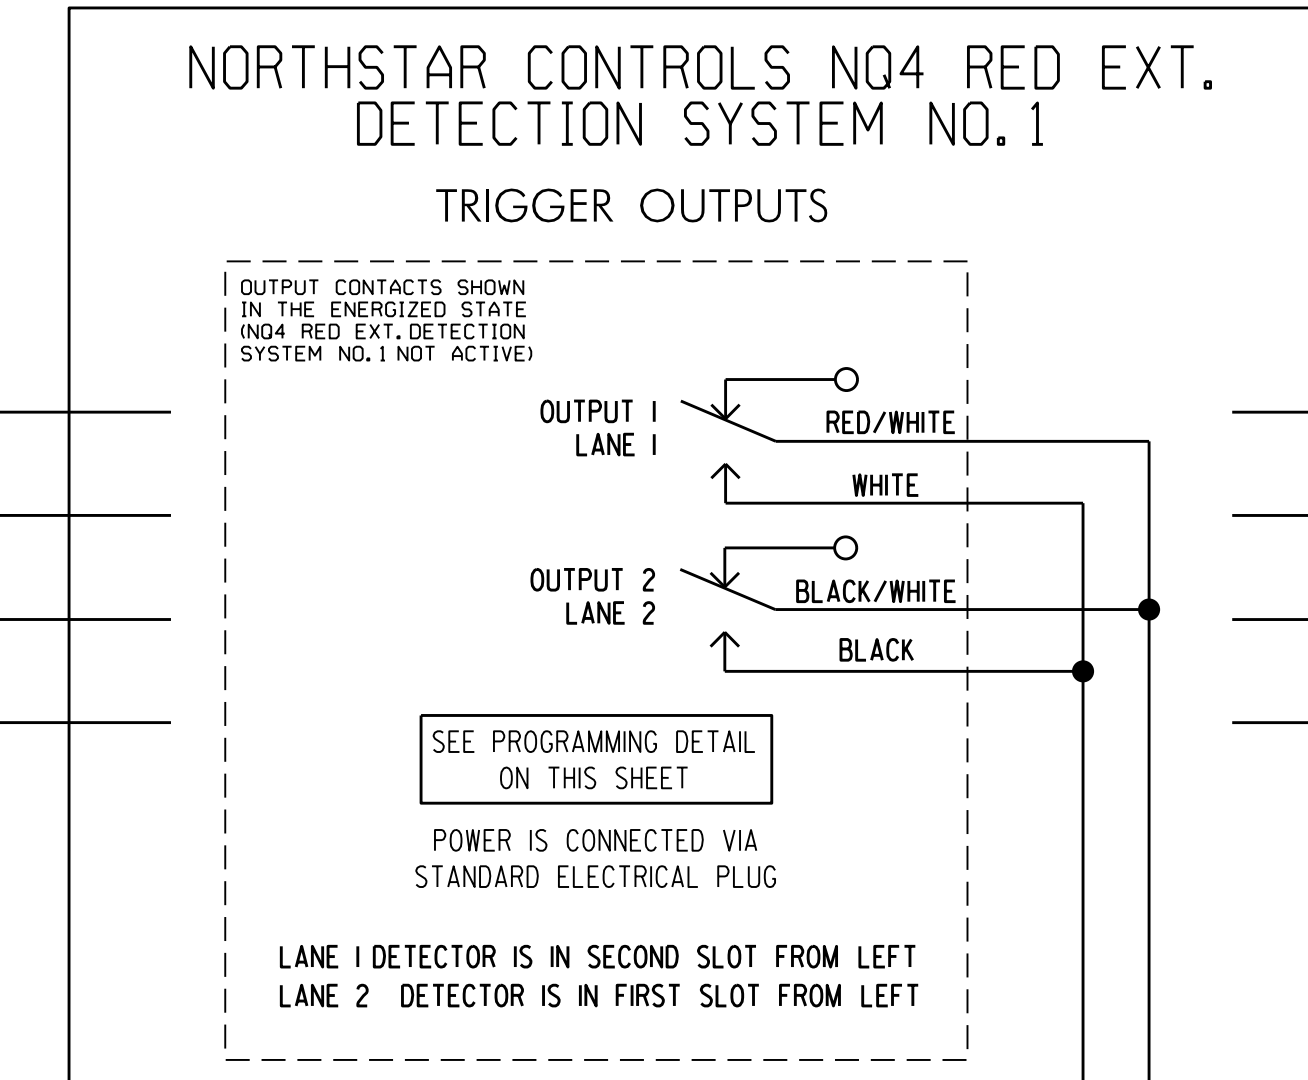 NORTHSTAR CONTROLS NQ4 RED EXT.
DETECTION SYSTEM NO. 1
TRIGGER OUTPUTS
OUTPUT CONTACTS SHOWN
IN THE ENERGIZED STATE
(NQ4 RED EXT. DETECTION
SYSTEM NO. 1 NOT ACTIVE)
OUTPUT 1
LANE 1
RED/WHITE
WHITE
OUTPUT 2
LANE 2
BLACK/WHITE
BLACK
SEE PROGRAMMING DETAIL
ON THIS SHEET
POWER IS CONNECTED VIA
STANDARD ELECTRICAL PLUG
LANE 1 DETECTOR IS IN SECOND SLOT FROM LEFT
LANE 2 DETECTOR IS IN FIRST SLOT FROM LEFT